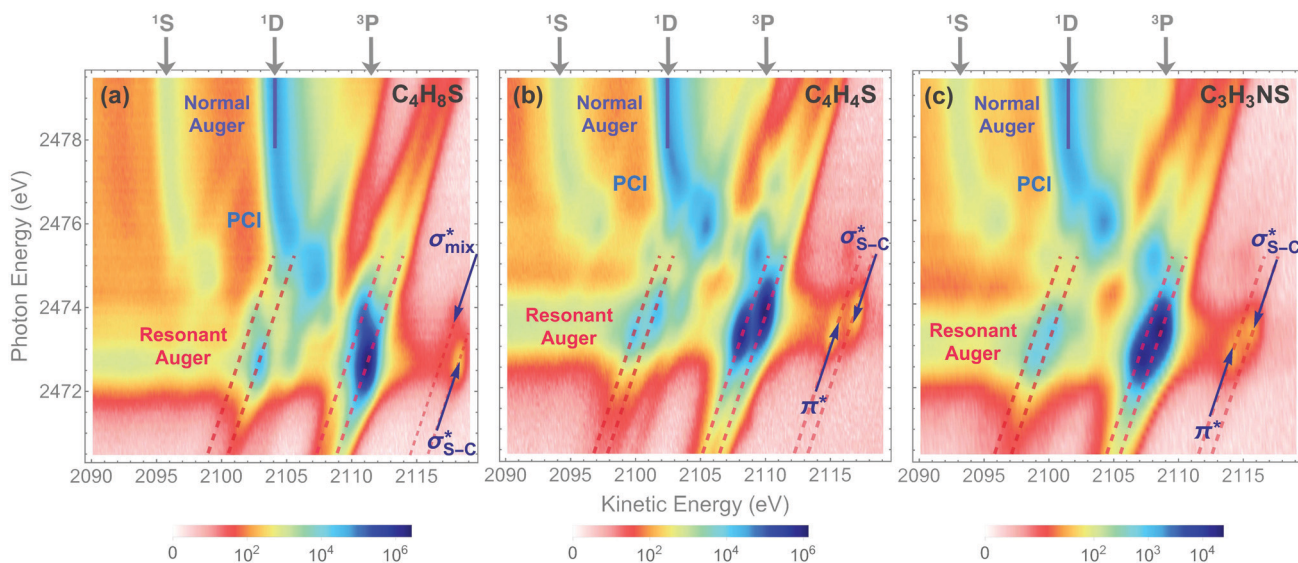 ¹S ¹D ³P ¹S ¹D ³P ¹S ¹D ³P
(a) Normal Auger C₄H₈S
(b) Normal Auger C₄H₄S
(c) Normal Auger C₃H₃NS
PCI PCI PCI
σ*mix σ*S–C σ*S–C
Resonant Auger Resonant Auger Resonant Auger
σ*S–C π* π*
Photon Energy (eV)
2478
2476
2474
2472
2090 2095 2100 2105 2110 2115 2090 2095 2100 2105 2110 2115 2090 2095 2100 2105 2110 2115
Kinetic Energy (eV)
0 10² 10⁴ 10⁶ 0 10² 10⁴ 10⁶ 0 10² 10³ 10⁴